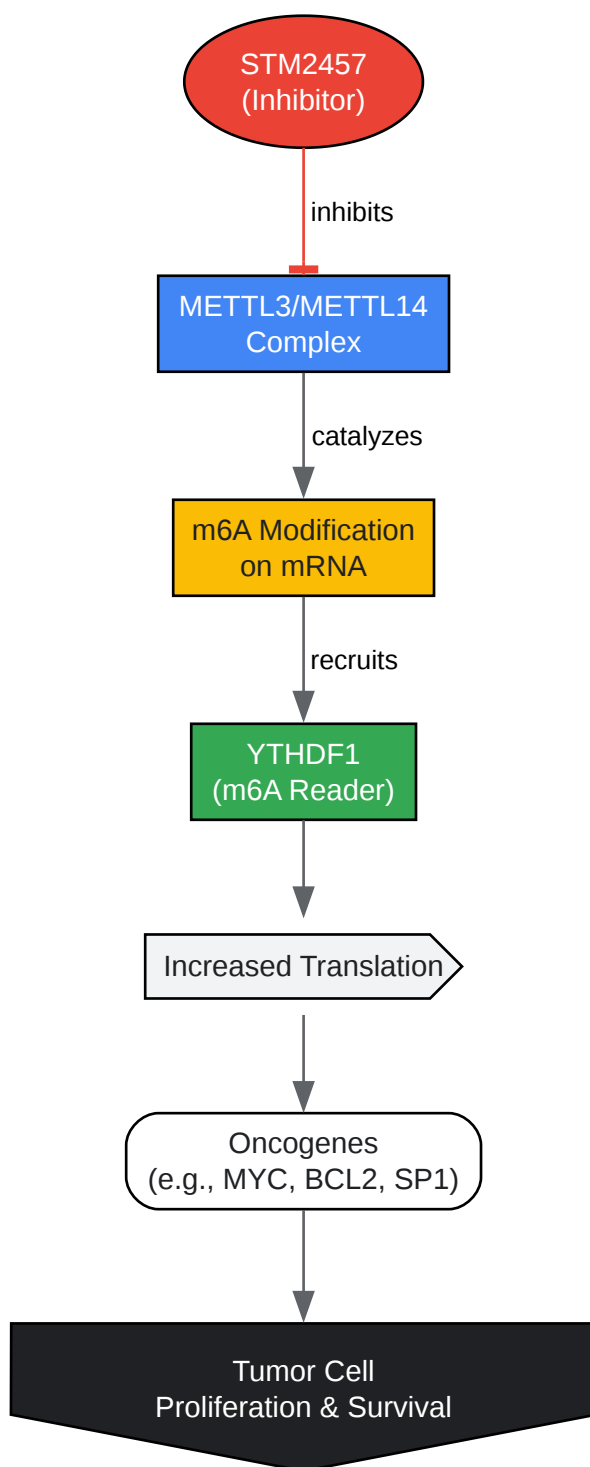 STM2457
(Inhibitor)
inhibits
METTL3/METTL14
Complex
catalyzes
m6A Modification
on mRNA
recruits
YTHDF1
(m6A Reader)
Increased Translation
Oncogenes
(e.g., MYC, BCL2, SP1)
Tumor Cell
Proliferation & Survival